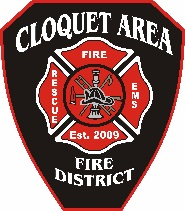 CLOQUET AREA
FIRE
RESCUE
EMS
Est. 2009
FIRE
DISTRICT